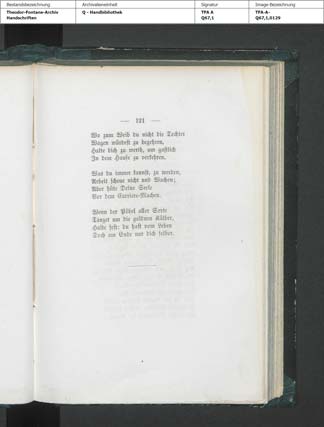 Bestandsbezeichnung
Theodor-Fontane-Archiv
Handschriften
Archivalieneinheit
Q - Handbibliothek
Signatur
TFA A
Q67,1
Image-Bezeichnung
TFA-A-
Q67,1,0129
— 121 —
Wo zum Weib du nicht die Tochter
Wagen würdest zu begehren,
Halte dich zu werth, um gastlich
In dem Hause zu verkehren.
Was du immer kannst, zu werden,
Arbeit scheue nicht und Wachen;
Aber hüte Deine Seele
Vor dem Carriere-Machen.
Wenn der Pöbel aller Sorte
Tanzet um die goldnen Kälber,
Halte fest: du hast vom Leben
Doch am Ende nur dich selber.